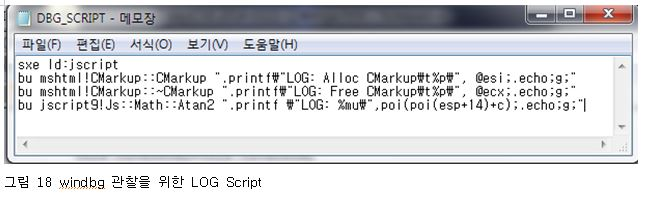 DBG_SCRIPT - 메모장
파일(F) 편집(E) 서식(O) 보기(V) 도움말(H)
sxe ld:jscript
bu mshtml!CMarkup::CMarkup ".printf₩"LOG: Alloc CMarkup₩t%p₩", @esi;.echo;g;"
bu mshtml!CMarkup::~CMarkup ".printf₩"LOG: Free CMarkup₩t%p₩", @ecx;.echo;g;"
bu jscript9!Js::Math::Atan2 ".printf ₩"LOG: %mu₩",poi(poi(esp+14)+c);.echo;g;"
그림 18 windbg 관찰을 위한 LOG Script